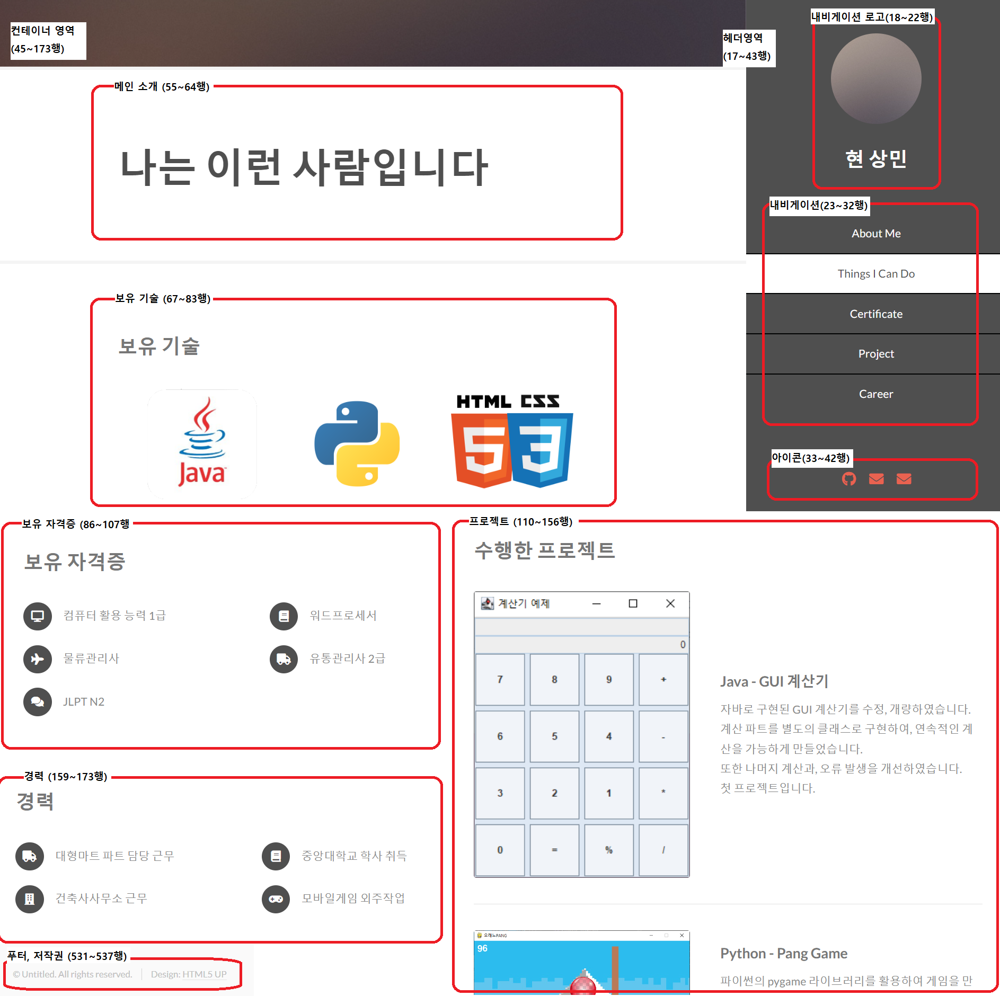 컨테이너 영역
(45~173행)
헤더영역
(17~43행)
내비게이션 로고(18~22행)
현 상민
내비게이션(23~32행)
About Me
Things I Can Do
Certificate
Project
Career
아이콘(33~42행)
메인 소개 (55~64행)
나는 이런 사람입니다
보유 기술 (67~83행)
보유 기술
Java
HTML CSS
5 3
보유 자격증 (86~107행
보유 자격증
컴퓨터 활용 능력 1급
워드프로세서
물류관리사
유통관리사 2급
JLPT N2
경력 (159~173행)
경력
대형마트 파트 담당 근무
중앙대학교 학사 취득
건축사사무소 근무
모바일게임 외주작업
푸터, 저작권 (531~537행)
© Untitled. All rights reserved.
Design: HTML5 UP
프로젝트 (110~156행)
수행한 프로젝트
계산기 예제
0
7 8 9 +
6 5 4 -
3 2 1 *
0 = % /
Java - GUI 계산기
자바로 구현된 GUI 계산기를 수정, 개량하였습니다.
계산 파트를 별도의 클래스로 구현하여, 연속적인 계
산을 가능하게 만들었습니다.
또한 나머지 계산과, 오류 발생을 개선하였습니다.
첫 프로젝트입니다.
오래노PANG
96
Python - Pang Game
파이썬의 pygame 라이브러리를 활용하여 게임을 만